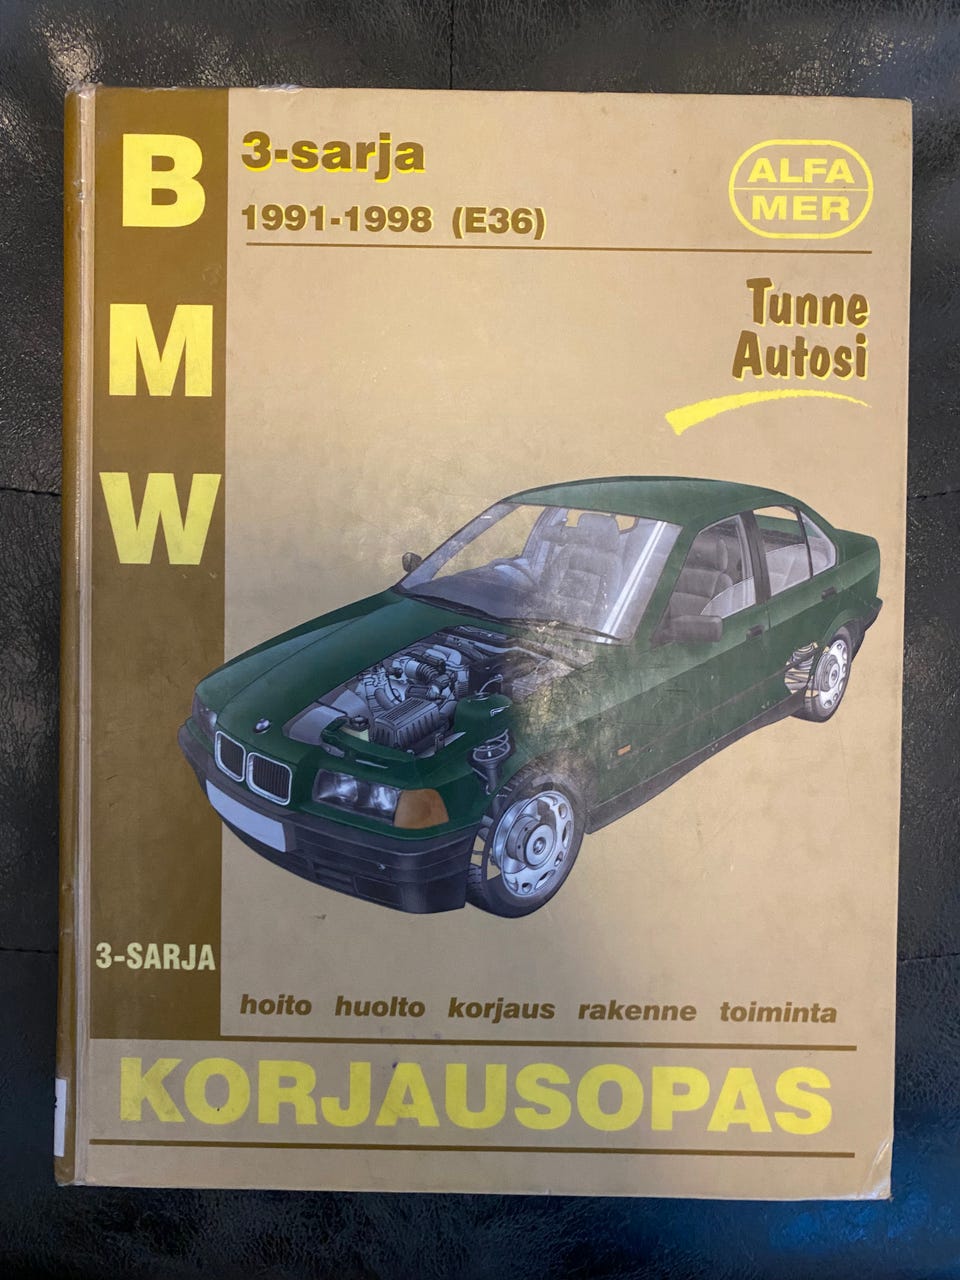 B
M
W
3-SARJA
3-sarja
1991-1998 (E36)
ALFA
MER
Tunne
Autosi
hoito huolto korjaus rakenne toiminta
KORJAUSOPAS